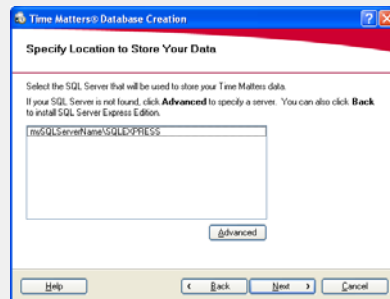 Time Matters® Database Creation
Specify Location to Store Your Data
Select the SQL Server that will be used to store your Time Matters data.
If your SQL Server is not found, click Advanced to specify a server. You can also click Back
to install SQL Server Express Edition.
mySQLServerName\SQLEXPRESS
Advanced
Help < Back Next > Cancel